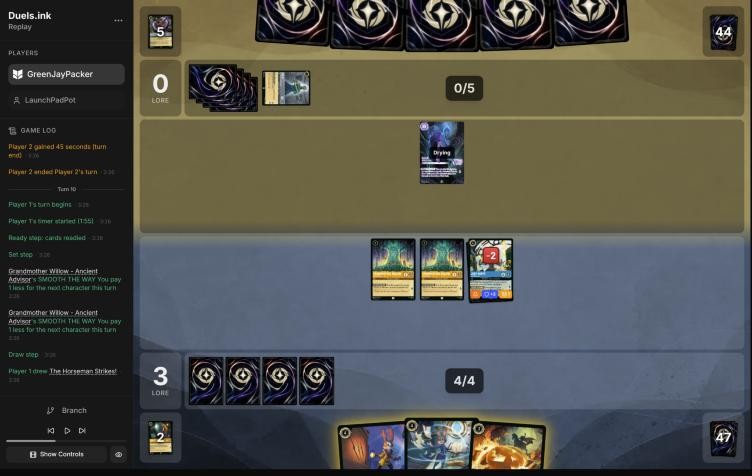 Duels.ink
Replay
PLAYERS
GreenJayPacker
LaunchPadPot
GAME LOG
Player 2 gained 45 seconds (turn
end) · 3:26
Player 2 ended Player 2's turn · 3:26
Turn 10
Player 1's turn begins · 3:26
Player 1's timer started (1:55) · 3:26
Ready step: cards readied · 3:26
Set step · 3:26
Grandmother Willow - Ancient
Advisor's SMOOTH THE WAY You pay
1 less for the next character this turn
3:26
Grandmother Willow - Ancient
Advisor's SMOOTH THE WAY You pay
1 less for the next character this turn
3:26
Draw step · 3:26
Player 1 drew The Horseman Strikes! ·
3:26
Branch
Show Controls
5
44
0
LORE
0/5
Drying
-2
3
LORE
4/4
2
47